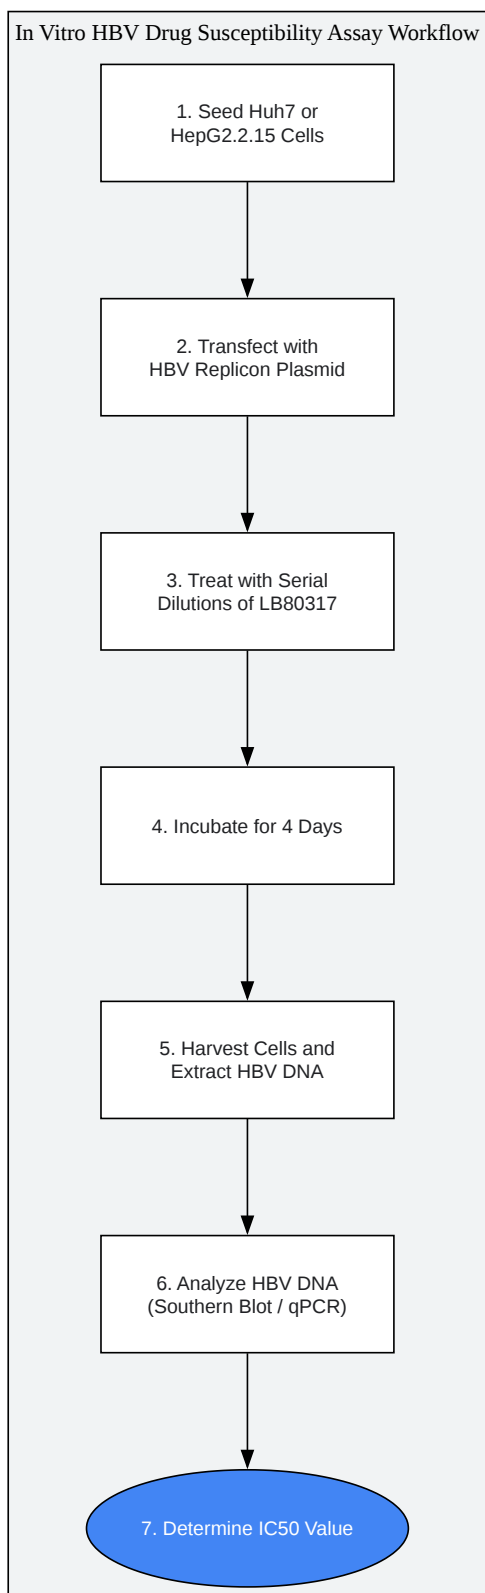 In Vitro HBV Drug Susceptibility Assay Workflow
1. Seed Huh7 or
HepG2.2.15 Cells
2. Transfect with
HBV Replicon Plasmid
3. Treat with Serial
Dilutions of LB80317
4. Incubate for 4 Days
5. Harvest Cells and
Extract HBV DNA
6. Analyze HBV DNA
(Southern Blot / qPCR)
7. Determine IC50 Value